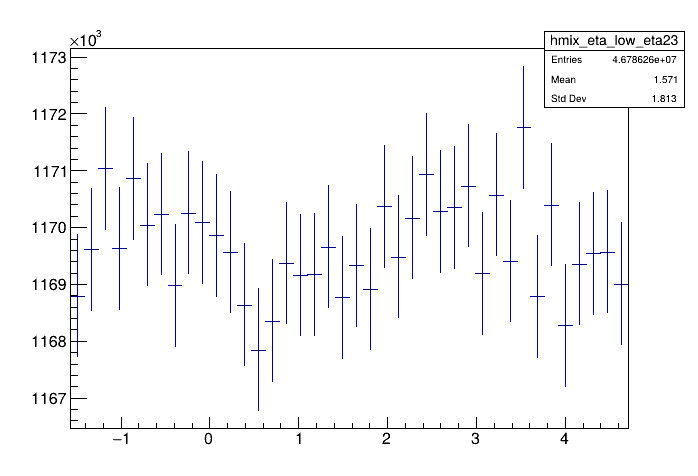 ×10³
hmix_eta_low_eta23
Entries 4.678626e+07
Mean 1.571
Std Dev 1.813
1173
1172
1171
1170
1169
1168
1167
−1 0 1 2 3 4